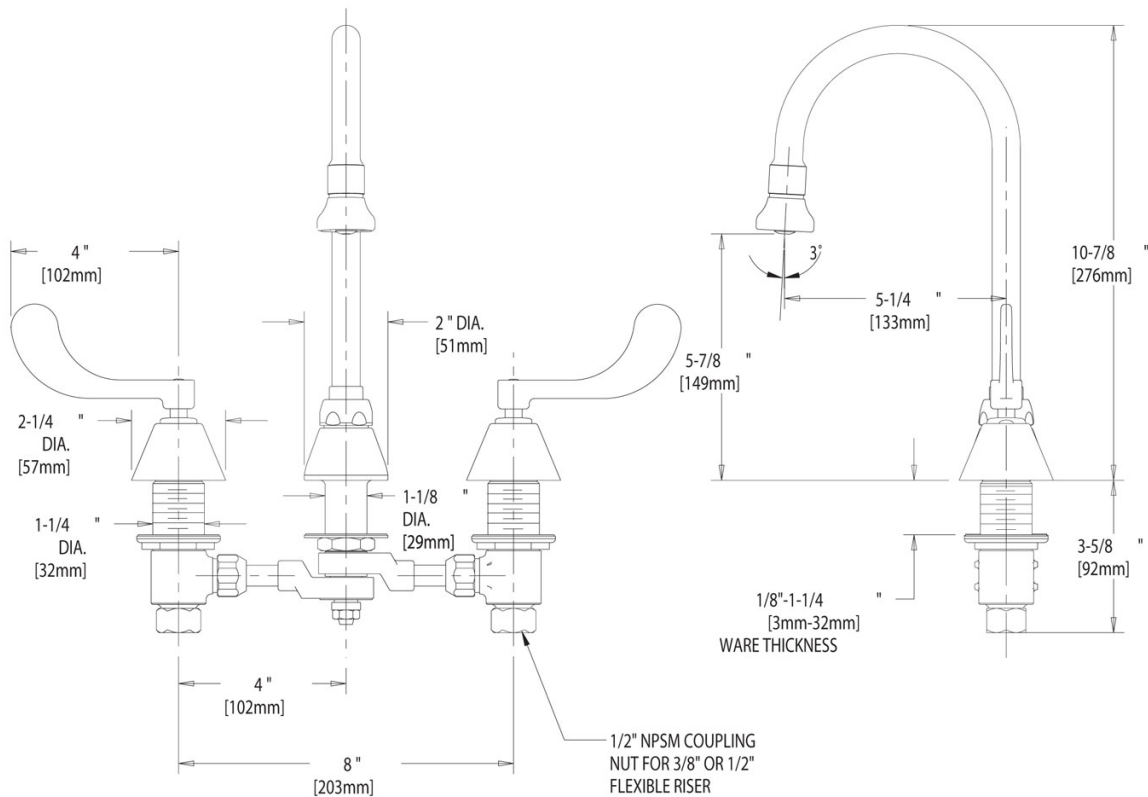 4 "
[102mm]
2 " DIA.
[51mm]
2-1/4 "
DIA.
[57mm]
1-1/4 "
DIA.
[32mm]
1-1/8 "
DIA.
[29mm]
4 "
[102mm]
8 "
[203mm]
1/2" NPSM COUPLING
NUT FOR 3/8" OR 1/2"
FLEXIBLE RISER
3°
5-1/4 "
[133mm]
5-7/8 "
[149mm]
10-7/8 "
[276mm]
3-5/8 "
[92mm]
1/8"-1-1/4 "
[3mm-32mm]
WARE THICKNESS